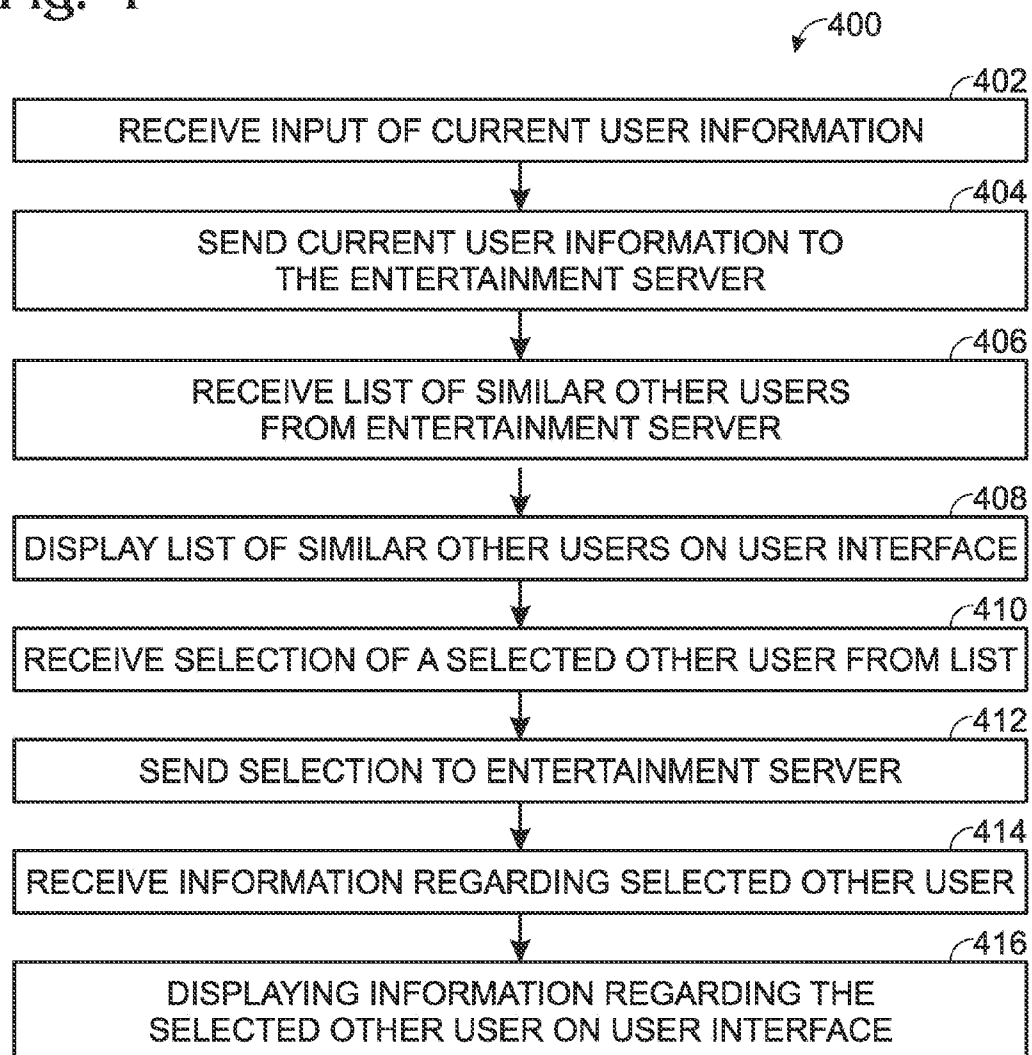 Fig. 4
400
402
RECEIVE INPUT OF CURRENT USER INFORMATION
404
SEND CURRENT USER INFORMATION TO
THE ENTERTAINMENT SERVER
406
RECEIVE LIST OF SIMILAR OTHER USERS
FROM ENTERTAINMENT SERVER
408
DISPLAY LIST OF SIMILAR OTHER USERS ON USER INTERFACE
410
RECEIVE SELECTION OF A SELECTED OTHER USER FROM LIST
412
SEND SELECTION TO ENTERTAINMENT SERVER
414
RECEIVE INFORMATION REGARDING SELECTED OTHER USER
416
DISPLAYING INFORMATION REGARDING THE
SELECTED OTHER USER ON USER INTERFACE